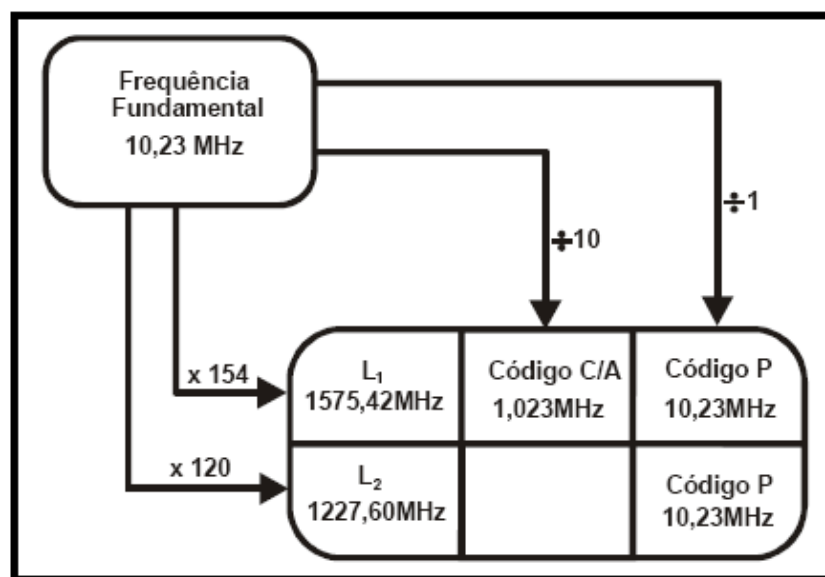 Frequência
Fundamental
10,23 MHz
÷1
÷10
x 154
L₁
1575,42MHz
Código C/A
1,023MHz
Código P
10,23MHz
x 120
L₂
1227,60MHz
Código P
10,23MHz